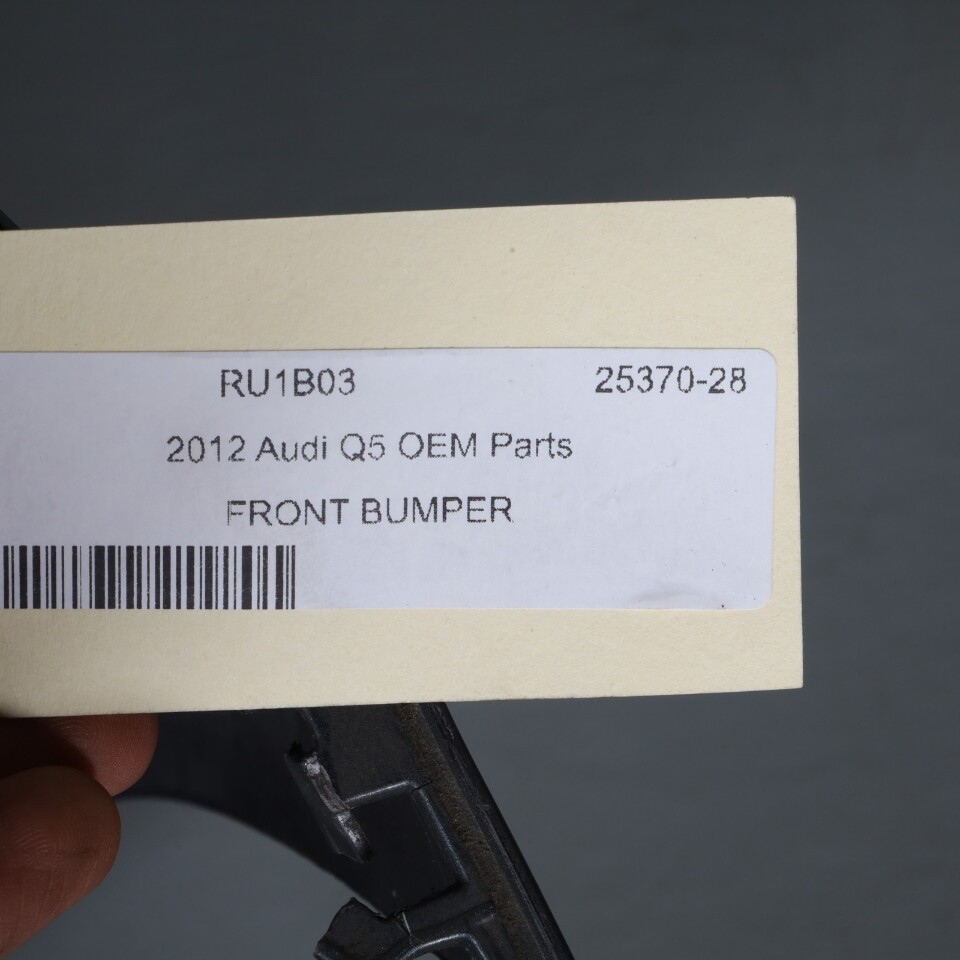 RU1B03 25370-28
2012 Audi Q5 OEM Parts
FRONT BUMPER